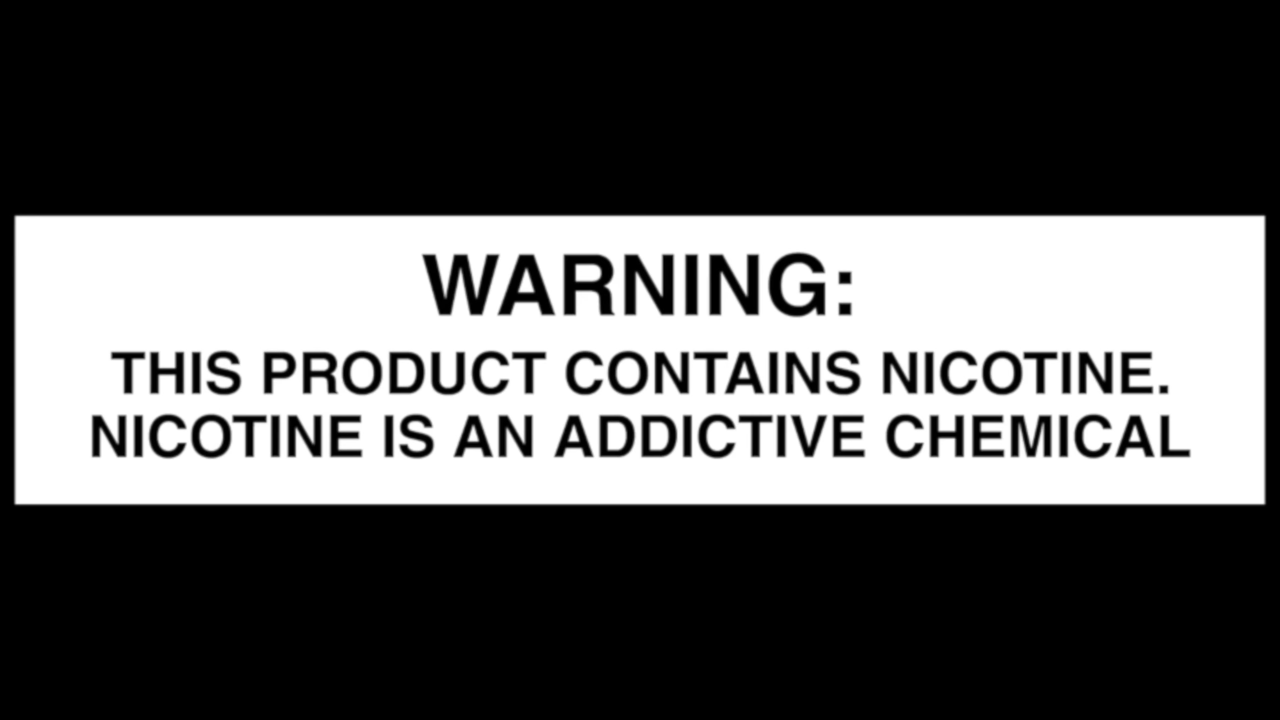 WARNING:
THIS PRODUCT CONTAINS NICOTINE.
NICOTINE IS AN ADDICTIVE CHEMICAL